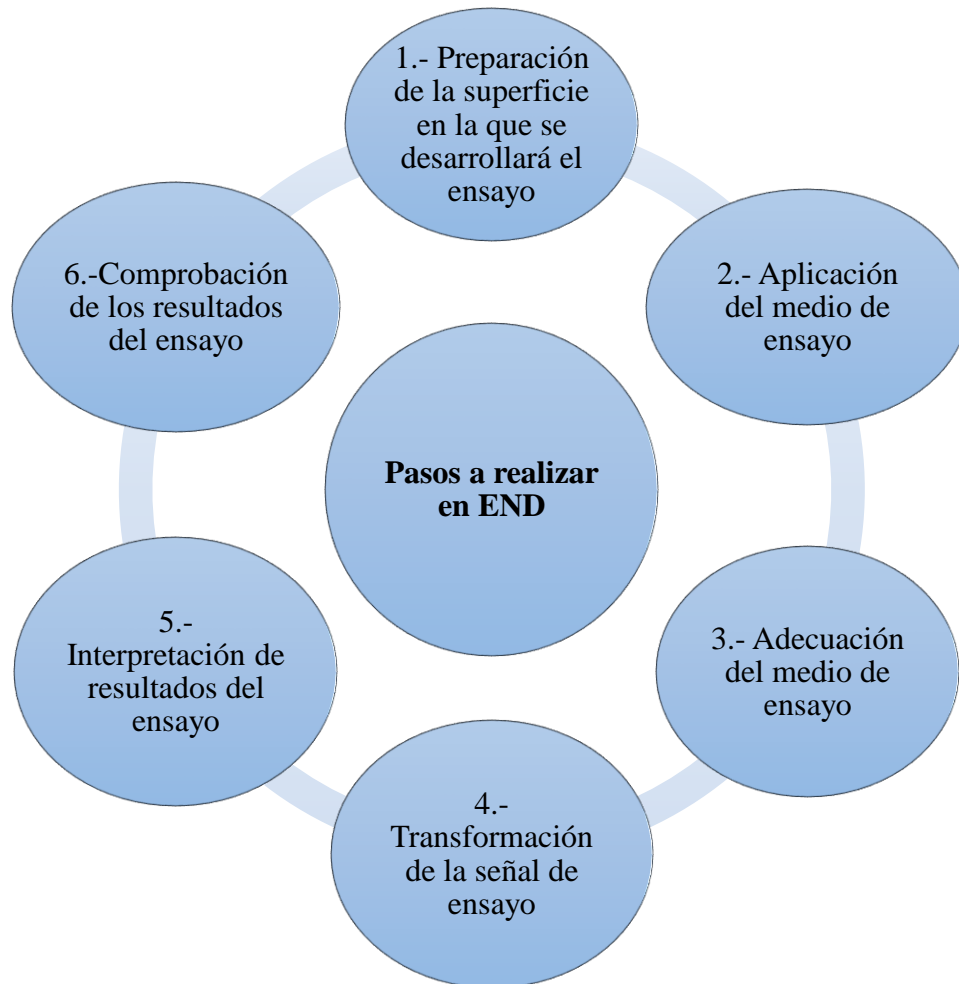 1.- Preparación
de la superficie
en la que se
desarrollará el
ensayo
2.- Aplicación
del medio de
ensayo
3.- Adecuación
del medio de
ensayo
4.-
Transformación
de la señal de
ensayo
5.-
Interpretación de
resultados del
ensayo
6.-Comprobación
de los resultados
del ensayo
Pasos a realizar
en END